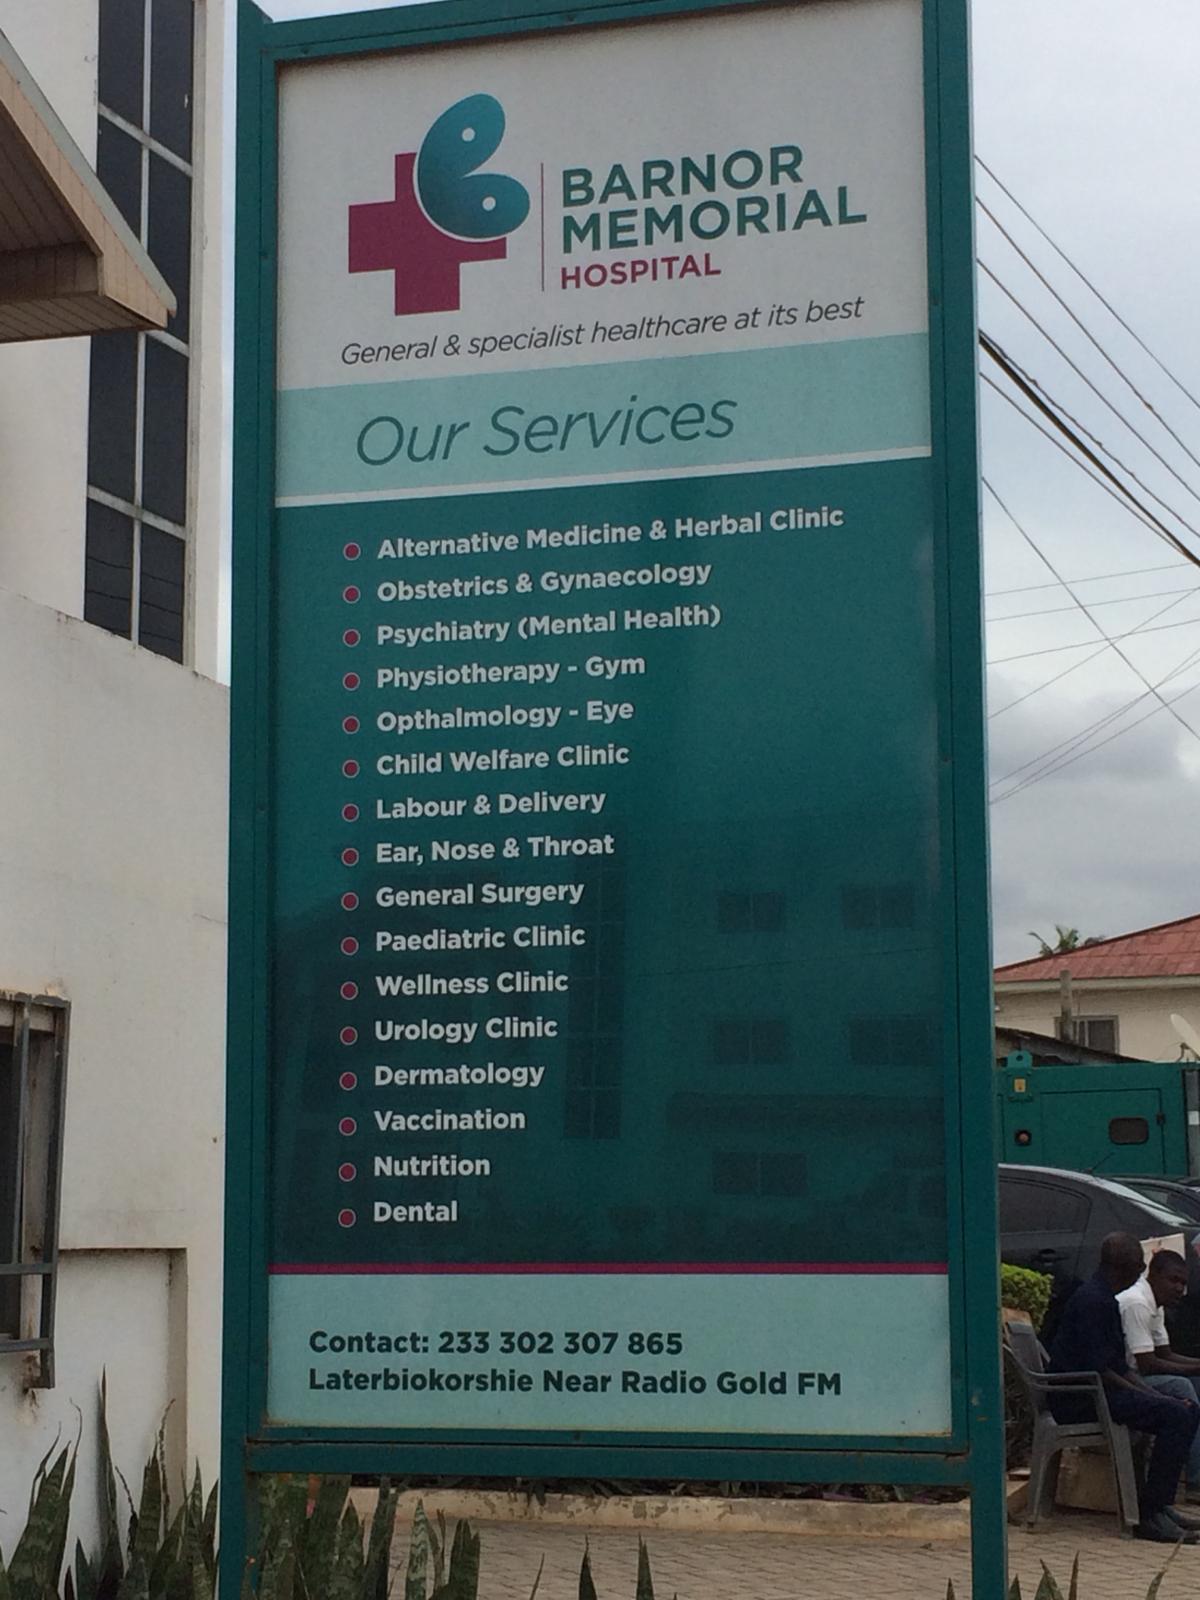 BARNOR
MEMORIAL
HOSPITAL
General & specialist healthcare at its best
Our Services
Alternative Medicine & Herbal Clinic
Obstetrics & Gynaecology
Psychiatry (Mental Health)
Physiotherapy - Gym
Opthalmology - Eye
Child Welfare Clinic
Labour & Delivery
Ear, Nose & Throat
General Surgery
Paediatric Clinic
Wellness Clinic
Urology Clinic
Dermatology
Vaccination
Nutrition
Dental
Contact: 233 302 307 865
Laterbiokorshie Near Radio Gold FM